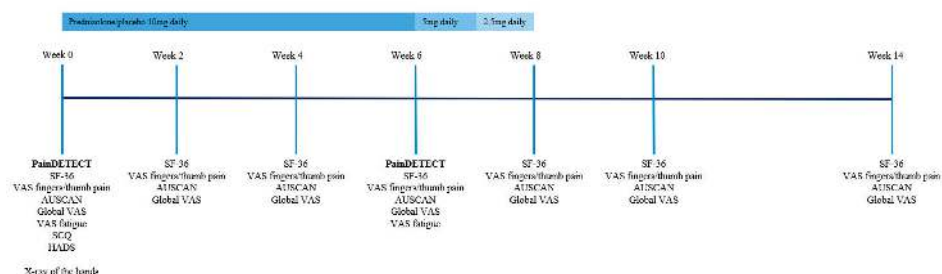 Prednisolone/placebo 10mg daily
5mg daily
2.5mg daily
Week 0
Week 2
Week 4
Week 6
Week 8
Week 10
Week 14
PainDETECT
SF-36
VAS fingers/thumb pain
AUSCAN
Global VAS
VAS fatigue
SCQ
HADS
X-ray of the hands
SF-36
VAS fingers/thumb pain
AUSCAN
Global VAS
SF-36
VAS fingers/thumb pain
AUSCAN
Global VAS
PainDETECT
SF-36
VAS fingers/thumb pain
AUSCAN
Global VAS
VAS fatigue
SF-36
VAS fingers/thumb pain
AUSCAN
Global VAS
SF-36
VAS fingers/thumb pain
AUSCAN
Global VAS
SF-36
VAS fingers/thumb pain
AUSCAN
Global VAS